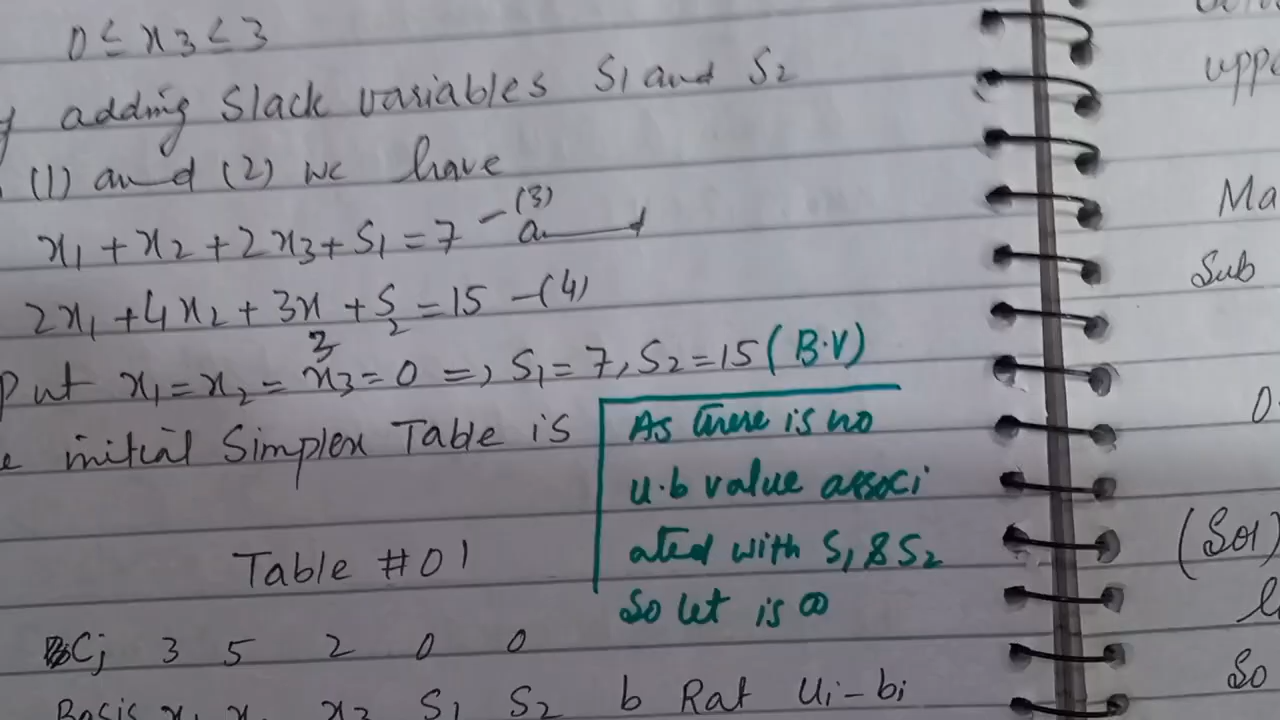 0 ≤ x3 ≤ 3
adding Slack variables S1 and S2
(1) and (2) we have
x1 + x2 + 2x3 + S1 = 7 -(3)
2x1 + 4x2 + 3x3 + S2 = 15 -(4)
Put x1 = x2 = x3 = 0 => S1 = 7, S2 = 15 (B.V)
initial Simplex Table is
As there is no
u.b value associ
ated with S1 & S2
So let is ∞
Table #01
Cj 3 5 2 0 0
Basis x1 x2 x3 S1 S2 b Rat Ui-bi
upp
Ma
Sub
0
(Sol)
So